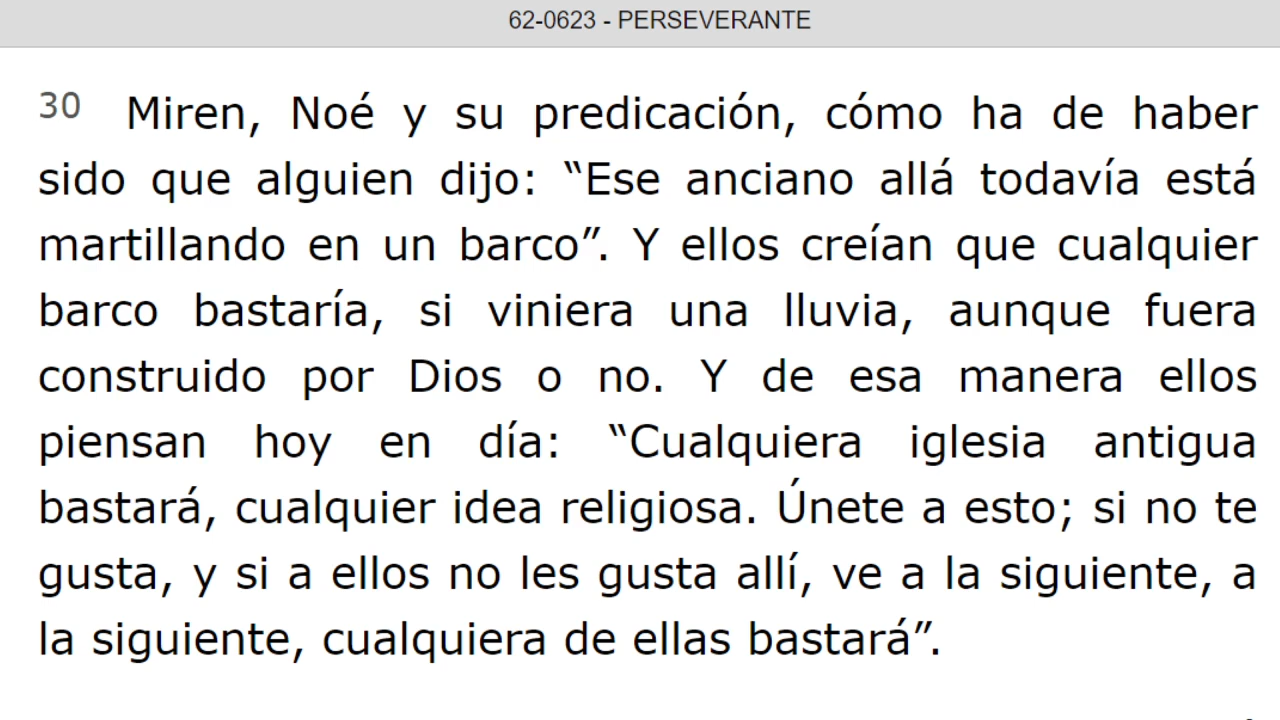 62-0623 - PERSEVERANTE
30 Miren, Noé y su predicación, cómo ha de haber
sido que alguien dijo: “Ese anciano allá todavía está
martillando en un barco”. Y ellos creían que cualquier
barco bastaría, si viniera una lluvia, aunque fuera
construido por Dios o no. Y de esa manera ellos
piensan hoy en día: “Cualquiera iglesia antigua
bastará, cualquier idea religiosa. Únete a esto; si no te
gusta, y si a ellos no les gusta allí, ve a la siguiente, a
la siguiente, cualquiera de ellas bastará”.